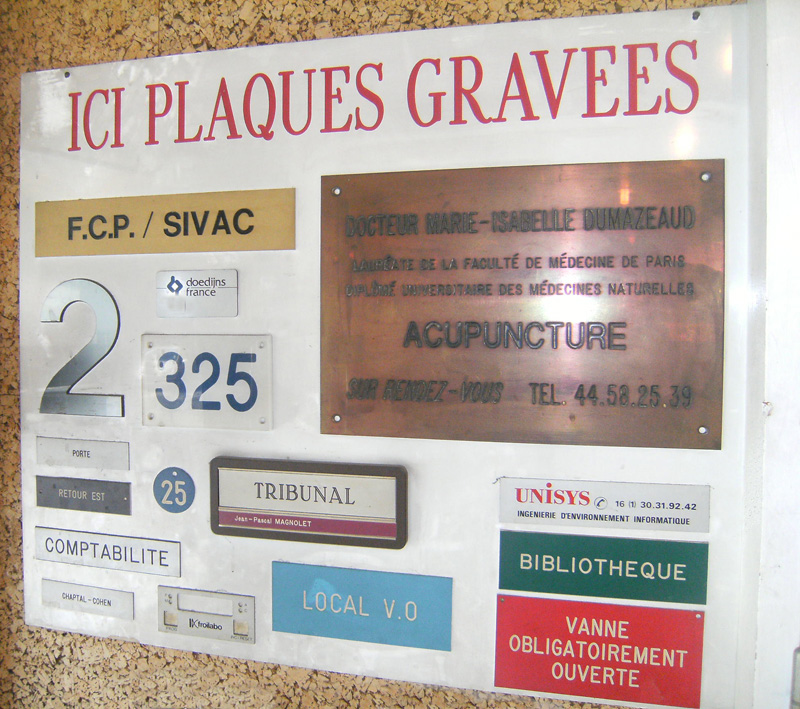 ICI PLAQUES GRAVEES
F.C.P. / SIVAC
DOCTEUR MARIE-ISABELLE DUMAZEAUD
LAURÉATE DE LA FACULTÉ DE MÉDECINE DE PARIS
DIPLÔMÉ UNIVERSITAIRE DES MÉDECINES NATURELLES
ACUPUNCTURE
SUR RENDEZ-VOUS TEL. 44.58.25.39
doedijns
france
2
325
PORTE
RETOUR EST
25
TRIBUNAL
Jean-Pascal MAGNOLET
UNISYS 16 (1) 30.31.92.42
INGENIERIE D'ENVIRONNEMENT INFORMATIQUE
COMPTABILITE
BIBLIOTHEQUE
CHAPTAL-COHEN
froilabo
LOCAL V.O
VANNE
OBLIGATOIREMENT
OUVERTE